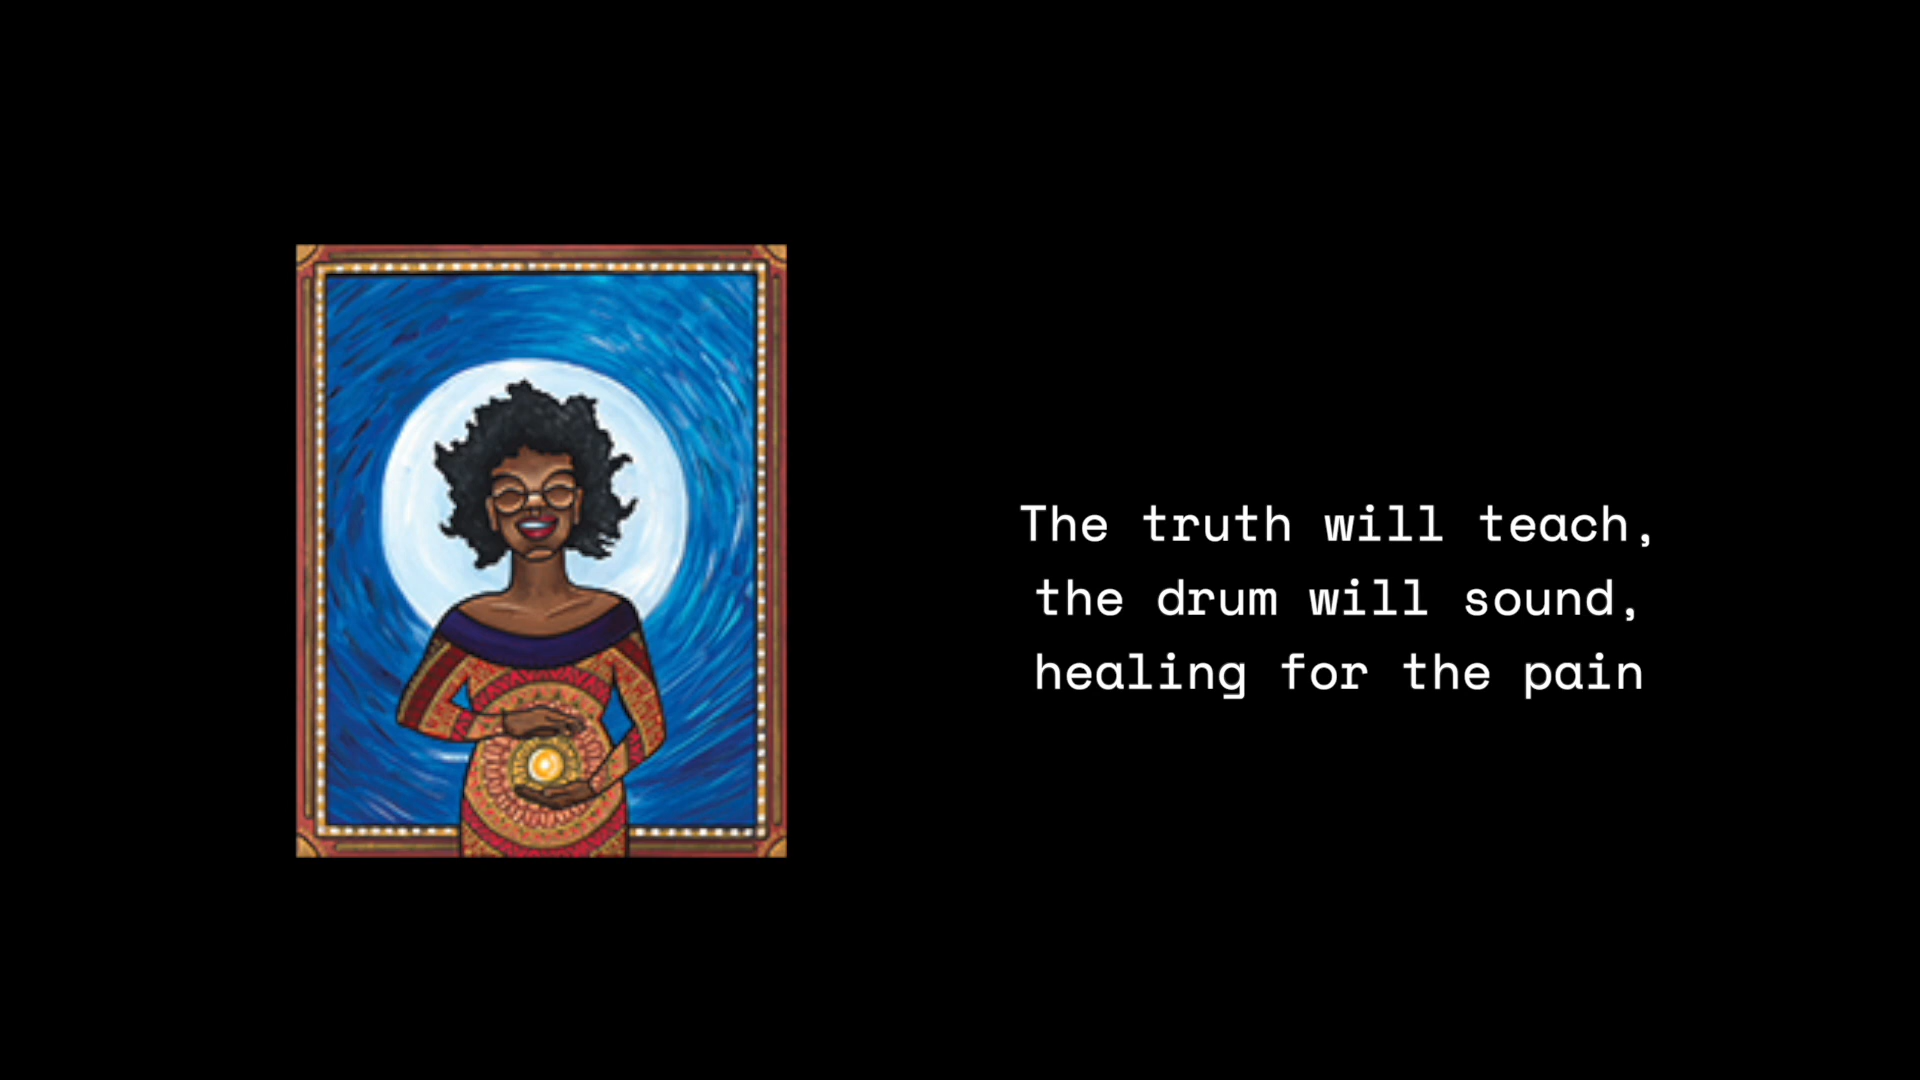 The truth will teach,
the drum will sound,
healing for the pain